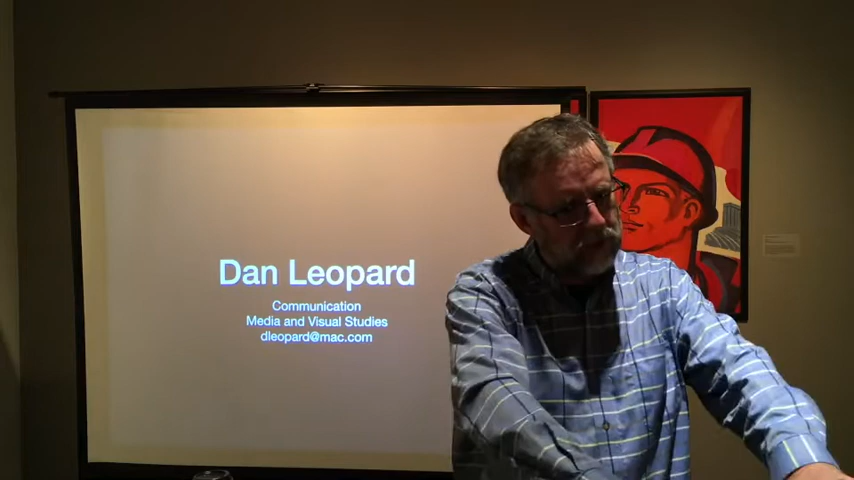 Dan Leopard
Communication
Media and Visual Studies
dleopard@mac.com